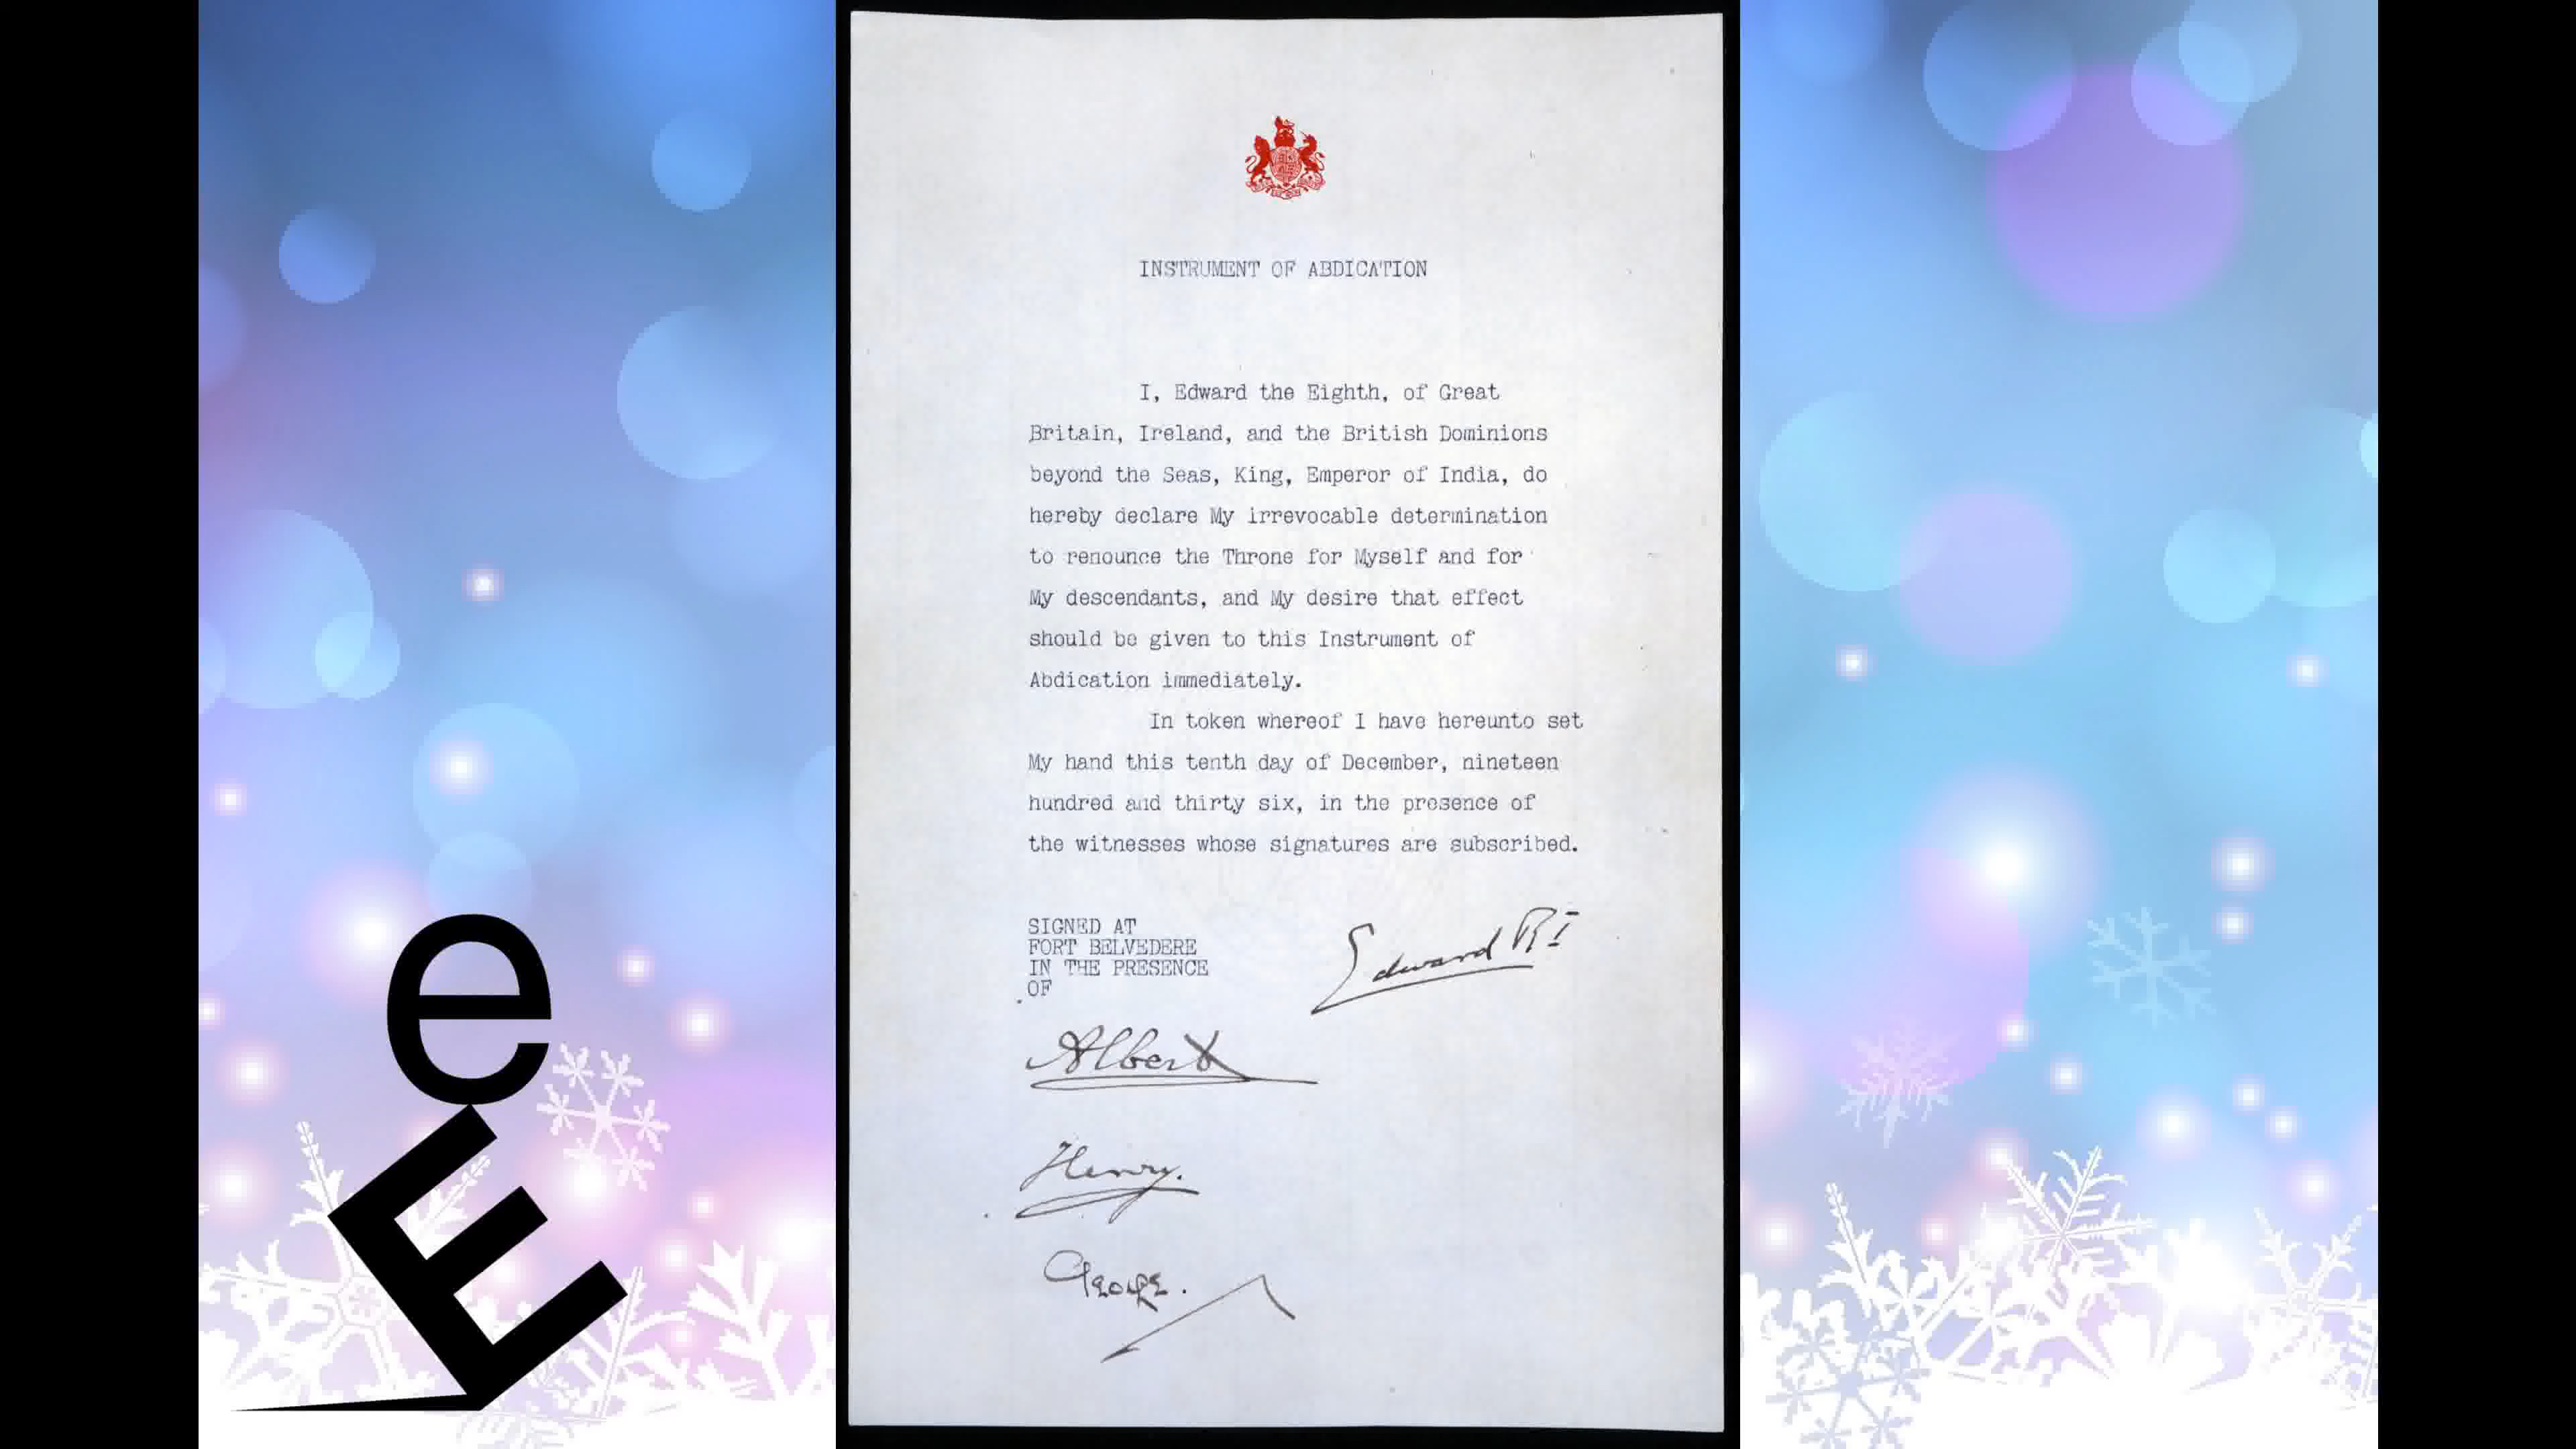 INSTRUMENT OF ABDICATION
I, Edward the Eighth, of Great
Britain, Ireland, and the British Dominions
beyond the Seas, King, Emperor of India, do
hereby declare My irrevocable determination
to renounce the Throne for Myself and for
My descendants, and My desire that effect
should be given to this Instrument of
Abdication immediately.
In token whereof I have hereunto set
My hand this tenth day of December, nineteen
hundred and thirty six, in the presence of
the witnesses whose signatures are subscribed.
SIGNED AT
FORT BELVEDERE
IN THE PRESENCE
OF
Edward RI
Albert
Henry.
George.
e
E